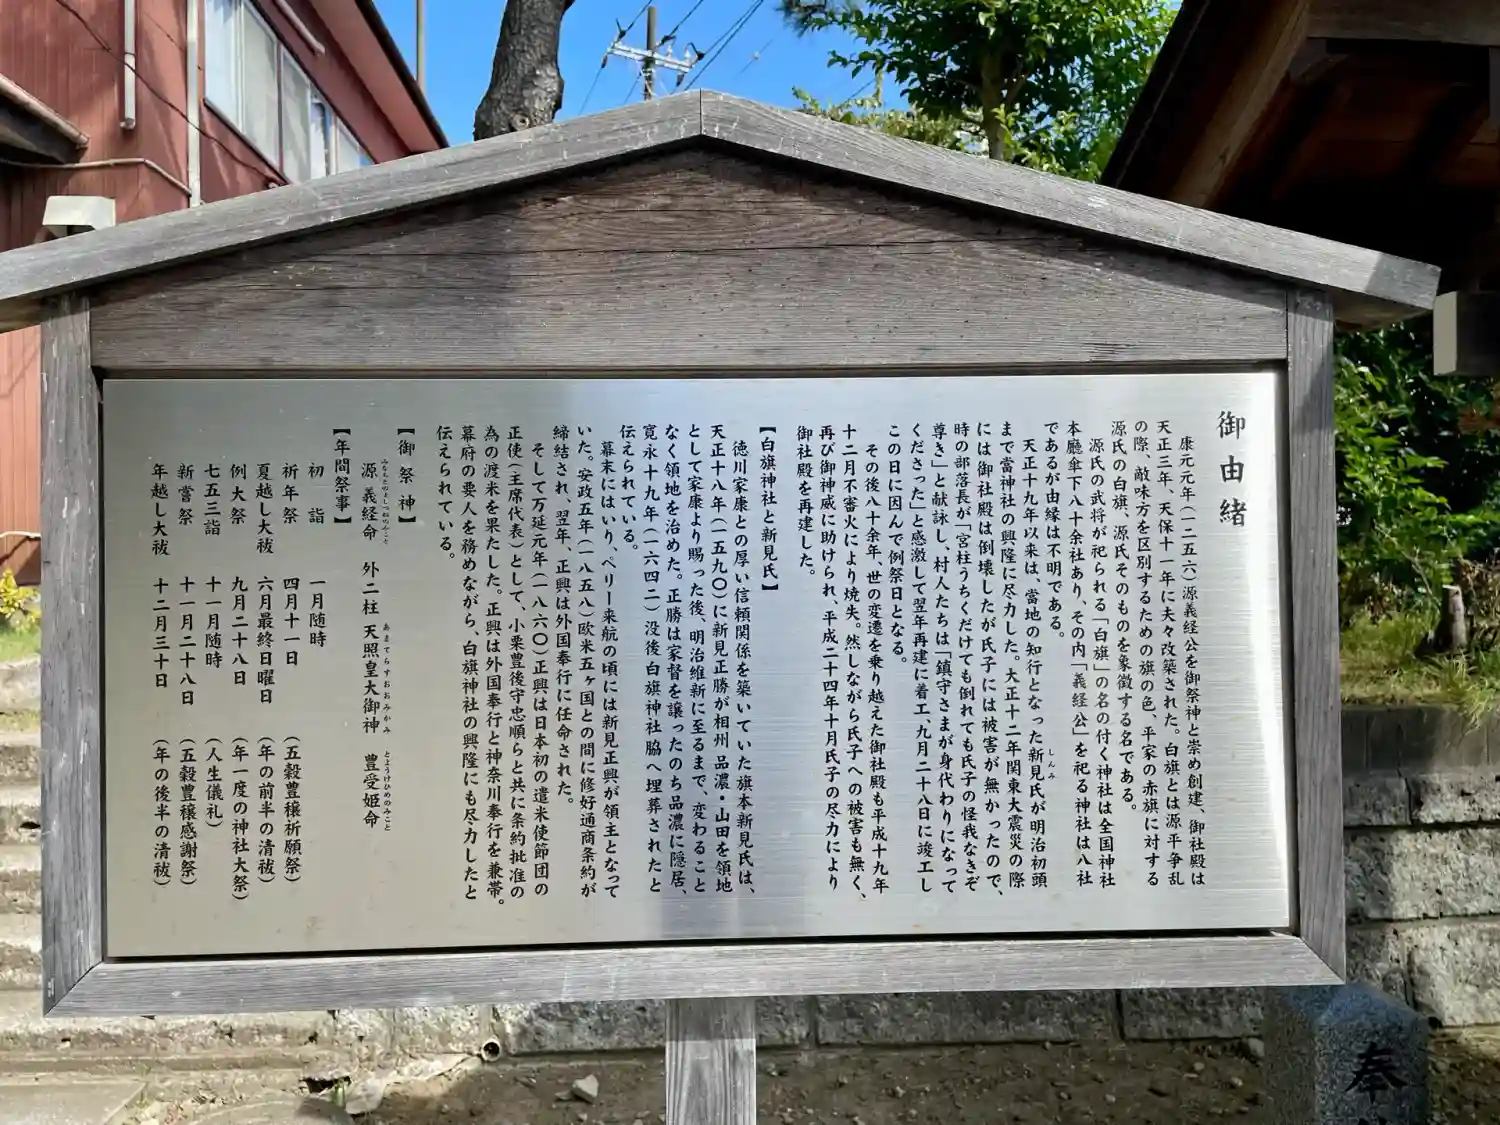 御由緒
康元元年(一二五六)源義経公を御祭神と崇め創建、御社殿は
天正三年、天保十一年に夫々改築された。白旗とは源平争乱
の際、敵味方を区別するための旗の色、平家の赤旗に対する
源氏の白旗、源氏そのものを象徴する名である。
源氏の武将が祀られる「白旗」の名の付く神社は全国神社
本廳傘下八十余社あり、その内「義経公」を祀る神社は八社
であるが由縁は不明である。
天正十九年以来は、當地の知行となった新見氏が明治初頭
しんみ
まで當神社の興隆に尽力した。大正十二年関東大震災の際
には御社殿は倒壊したが氏子には被害が無かったので、
時の部落長が「宮柱うちくだけても倒れても氏子の怪我なきぞ
尊き」と献詠し、村人たちは「鎮守さまが身代わりになって
くださった」と感激して翌年再建に着工、九月二十八日に竣工し
この日に因んで例祭日となる。
その後八十余年、世の変遷を乗り越えた御社殿も平成十九年
十二月不審火により焼失。然しながら氏子への被害も無く、
再び御神威に助けられ、平成二十四年十月氏子の尽力により
御社殿を再建した。
【白旗神社と新見氏】
徳川家康との厚い信頼関係を築いていた旗本新見氏は、
天正十八年(一五九〇)に新見正勝が相州 品濃・山田を領地
として家康より賜った後、明治維新に至るまで、変わること
なく領地を治めた。正勝は家督を譲ったのち品濃に隠居、
寛永十九年(一六四二)没後白旗神社脇へ埋葬されたと
伝えられている。
幕末にはいり、ペリー来航の頃には新見正興が領主となって
いた。安政五年(一八五八)欧米五ヶ国との間に修好通商条約が
締結され、翌年、正興は外国奉行に任命された。
そして万延元年(一八六〇)正興は日本初の遣米使節団の
正使(主席代表)として、小栗豊後守忠順らと共に条約批准の
為の渡米を果たした。正興は外国奉行と神奈川奉行を兼帯。
幕府の要人を務めながら、白旗神社の興隆にも尽力したと
伝えられている。
【御祭神】
源 義経命 外二柱 天照皇大御神 豊受姫命
みなもとのよしつねのみこと あまてらすおおみかみ とようけひめのみこと
【年間祭事】
初詣 一月随時
祈年祭 四月十一日 (五穀豊穣祈願祭)
夏越し大祓 六月最終日曜日 (年の前半の清祓)
例大祭 九月二十八日 (年一度の神社大祭)
七五三詣 十一月随時 (人生儀礼)
新嘗祭 十一月二十八日 (五穀豊穣感謝祭)
年越し大祓 十二月三十日 (年の後半の清祓)
奉